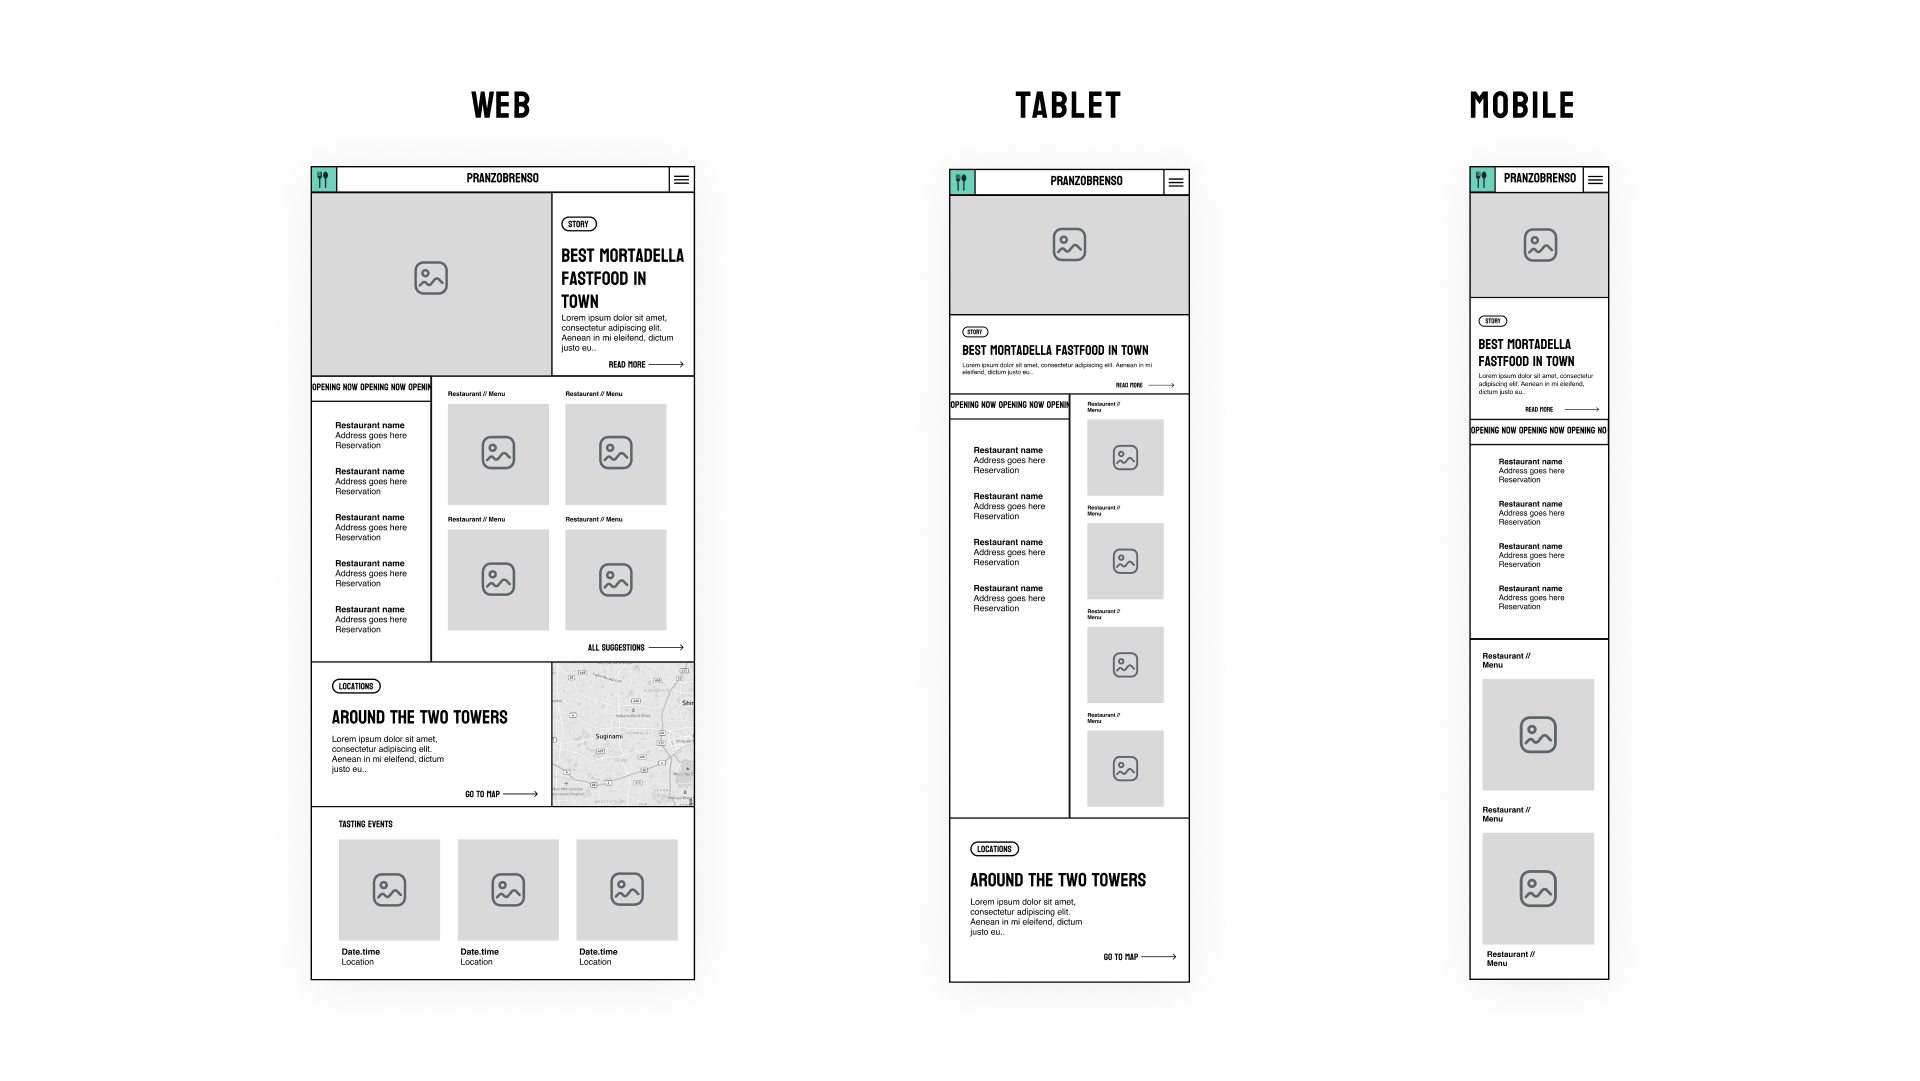 WEB
PRANZOBRENSO
STORY
BEST MORTADELLA
FASTFOOD IN
TOWN
Lorem ipsum dolor sit amet,
consectetur adipiscing elit.
Aenean in mi eleifend, dictum
justo eu..
READ MORE
OPENING NOW OPENING NOW OPENIN
Restaurant name
Address goes here
Reservation
Restaurant name
Address goes here
Reservation
Restaurant name
Address goes here
Reservation
Restaurant name
Address goes here
Reservation
Restaurant name
Address goes here
Reservation
Restaurant // Menu
Restaurant // Menu
Restaurant // Menu
Restaurant // Menu
ALL SUGGESTIONS
LOCATIONS
AROUND THE TWO TOWERS
Lorem ipsum dolor sit amet,
consectetur adipiscing elit.
Aenean in mi eleifend, dictum
justo eu..
GO TO MAP
Shin
Suginami
TASTING EVENTS
Date.time
Location
Date.time
Location
Date.time
Location
TABLET
PRANZOBRENSO
STORY
BEST MORTADELLA FASTFOOD IN TOWN
Lorem ipsum dolor sit amet, consectetur adipiscing elit. Aenean in mi
eleifend, dictum justo eu..
READ MORE
OPENING NOW OPENING NOW OPENIN
Restaurant name
Address goes here
Reservation
Restaurant name
Address goes here
Reservation
Restaurant name
Address goes here
Reservation
Restaurant name
Address goes here
Reservation
Restaurant //
Menu
Restaurant //
Menu
Restaurant //
Menu
Restaurant //
Menu
LOCATIONS
AROUND THE TWO TOWERS
Lorem ipsum dolor sit amet,
consectetur adipiscing elit.
Aenean in mi eleifend, dictum
justo eu..
GO TO MAP
MOBILE
PRANZOBRENSO
STORY
BEST MORTADELLA
FASTFOOD IN TOWN
Lorem ipsum dolor sit amet, consectetur
adipiscing elit. Aenean in mi eleifend,
dictum justo eu..
READ MORE
OPENING NOW OPENING NOW OPENING NO
Restaurant name
Address goes here
Reservation
Restaurant name
Address goes here
Reservation
Restaurant name
Address goes here
Reservation
Restaurant name
Address goes here
Reservation
Restaurant //
Menu
Restaurant //
Menu
Restaurant //
Menu